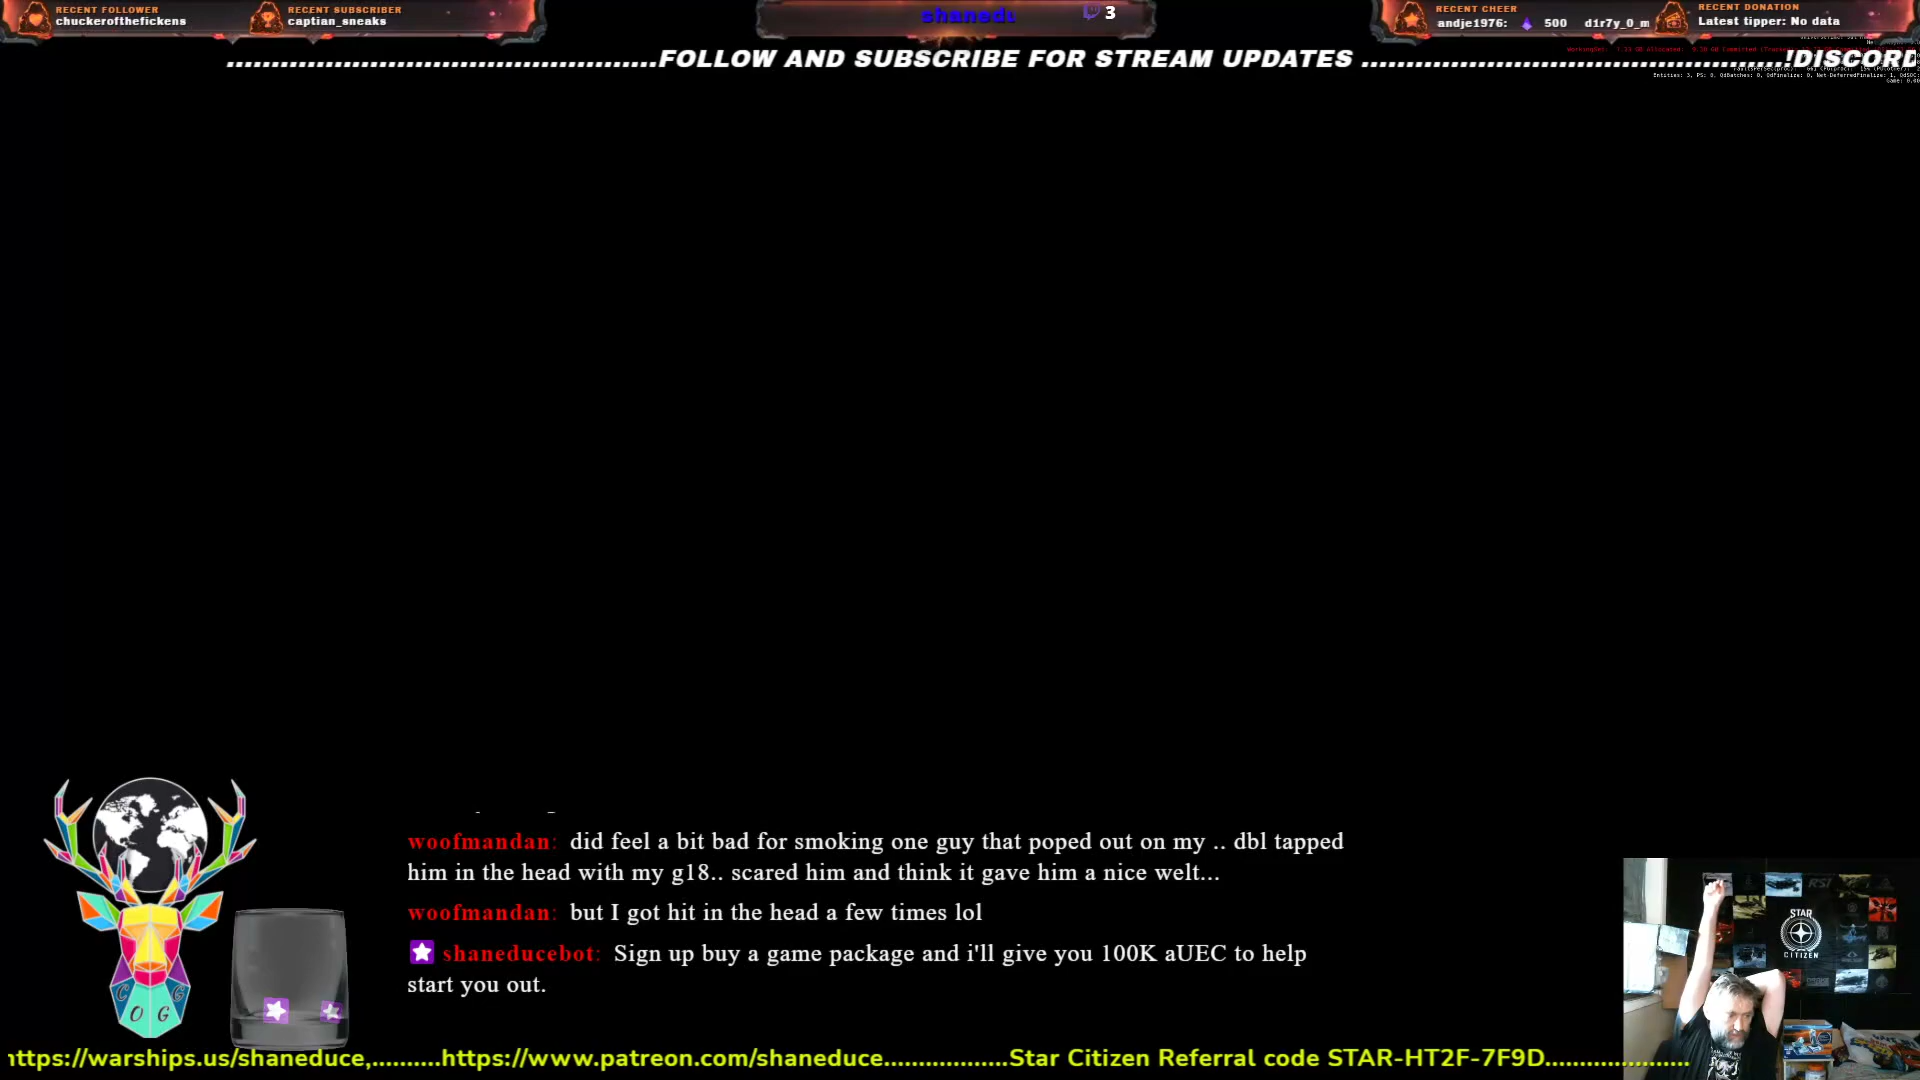 RECENT FOLLOWER
chuckerofthefickens
RECENT SUBSCRIBER
captian_sneaks
shanedu
3
RECENT CHEER
andje1976: 500 d1r7y_0_m
RECENT DONATION
Latest tipper: No data
FOLLOW AND SUBSCRIBE FOR STREAM UPDATES
!DISCORD
woofmandan: did feel a bit bad for smoking one guy that poped out on my .. dbl tapped
him in the head with my g18.. scared him and think it gave him a nice welt...
woofmandan: but I got hit in the head a few times lol
shaneducebot: Sign up buy a game package and i'll give you 100K aUEC to help
start you out.
C O G G
STAR
CITIZEN
RSI
ttps://warships.us/shaneduce,.........https://www.patreon.com/shaneduce.................Star Citizen Referral code STAR-HT2F-7F9D....................